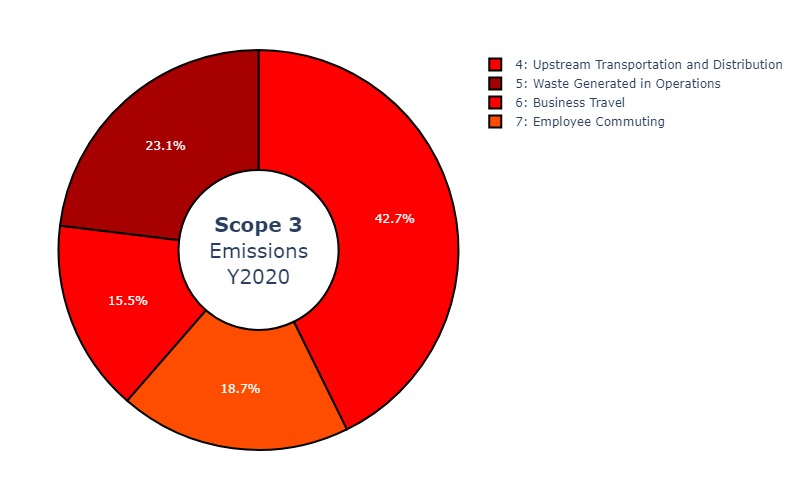 4: Upstream Transportation and Distribution
5: Waste Generated in Operations
6: Business Travel
7: Employee Commuting
23.1%
42.7%
Scope 3
Emissions
Y2020
15.5%
18.7%